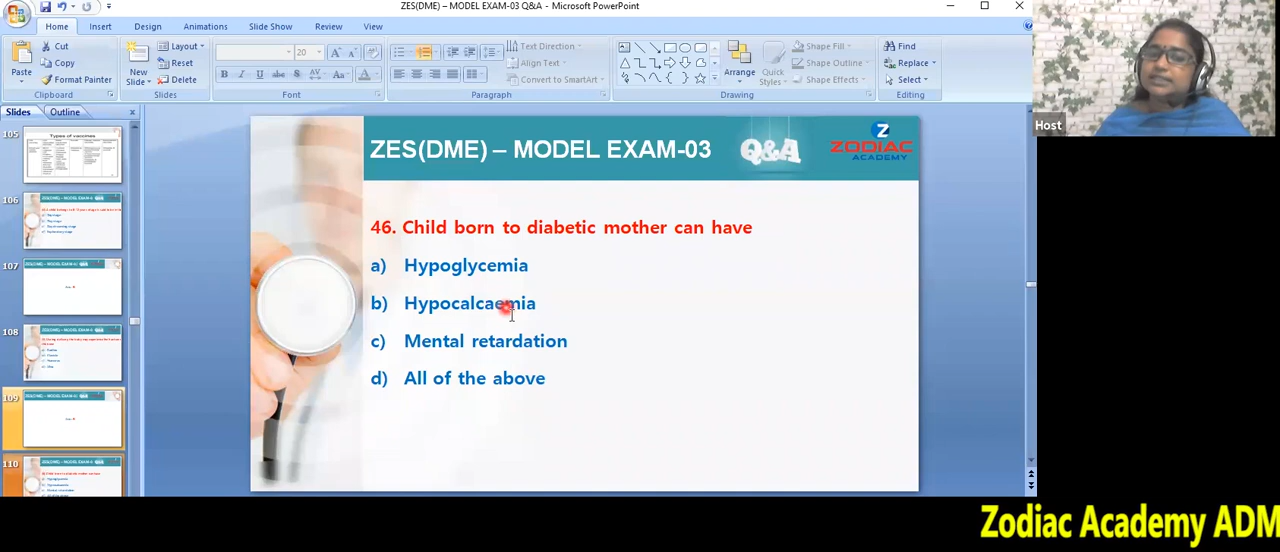 ZES(DME) – MODEL EXAM-03 Q&A - Microsoft PowerPoint
Home Insert Design Animations Slide Show Review View
Cut
Copy
Format Painter
Paste
Clipboard
New Slide
Layout
Reset
Delete
Slides
20
Font
Paragraph
Text Direction
Align Text
Convert to SmartArt
Arrange
Quick Styles
Shape Fill
Shape Outline
Shape Effects
Drawing
Find
Replace
Select
Editing
Host
Slides Outline
105
Types of vaccines
106
107
108
109
110
ZES(DME) – MODEL EXAM-03 Q&A
Z
ZODIAC
ACADEMY
46. Child born to diabetic mother can have
a) Hypoglycemia
b) Hypocalcaemia
c) Mental retardation
d) All of the above
Zodiac Academy ADM